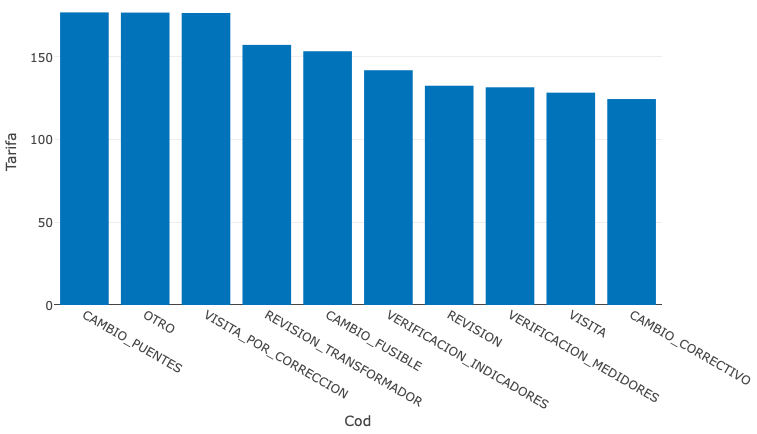 150
100
50
0
Tarifa
CAMBIO_PUENTES
OTRO
VISITA_POR_CORRECCION
REVISION_TRANSFORMADOR
CAMBIO_FUSIBLE
VERIFICACION_INDICADORES
REVISION
VERIFICACION_MEDIDORES
VISITA
CAMBIO_CORRECTIVO
Cod